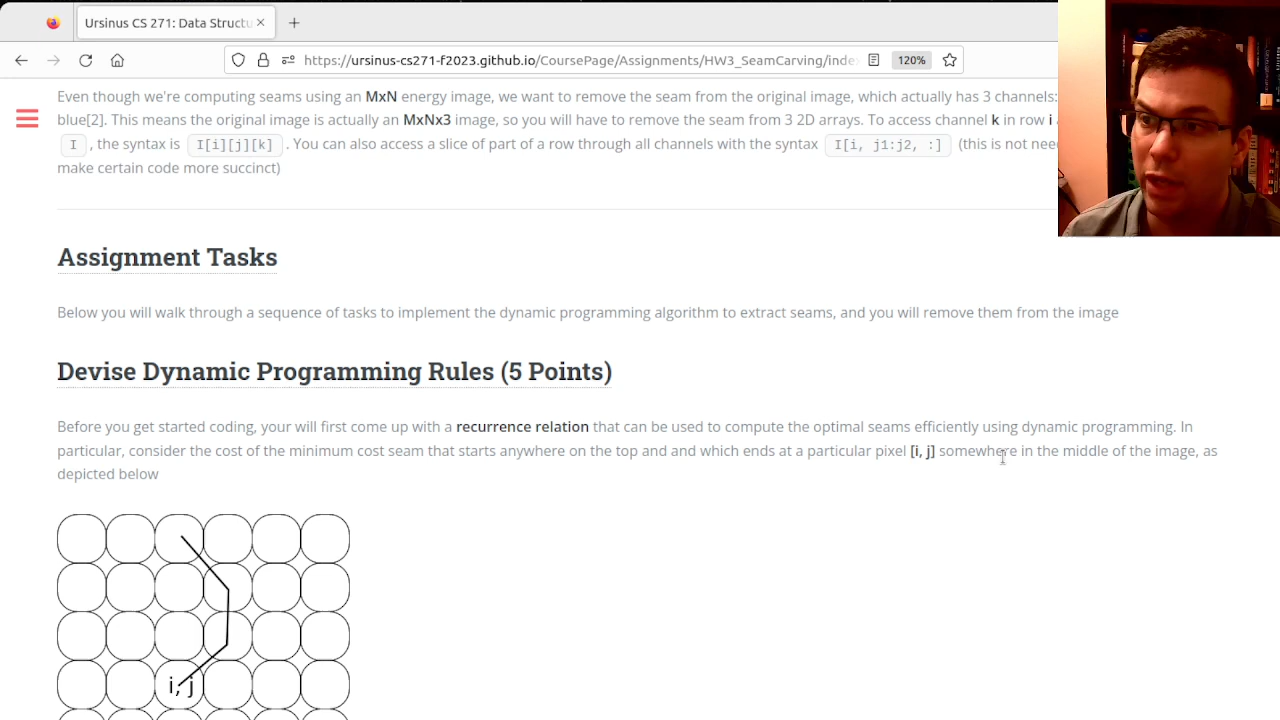 Ursinus CS 271: Data Structu
https://ursinus-cs271-f2023.github.io/CoursePage/Assignments/HW3_SeamCarving/inde
120%
Even though we're computing seams using an MxN energy image, we want to remove the seam from the original image, which actually has 3 channels:
blue[2]. This means the original image is actually an MxNx3 image, so you will have to remove the seam from 3 2D arrays. To access channel k in row i
I , the syntax is I[i][j][k] . You can also access a slice of part of a row through all channels with the syntax I[i, j1:j2, :] (this is not nee
make certain code more succinct)
Assignment Tasks
Below you will walk through a sequence of tasks to implement the dynamic programming algorithm to extract seams, and you will remove them from the image
Devise Dynamic Programming Rules (5 Points)
Before you get started coding, your will first come up with a recurrence relation that can be used to compute the optimal seams efficiently using dynamic programming. In
particular, consider the cost of the minimum cost seam that starts anywhere on the top and and which ends at a particular pixel [i, j] somewhere in the middle of the image, as
depicted below
i, j